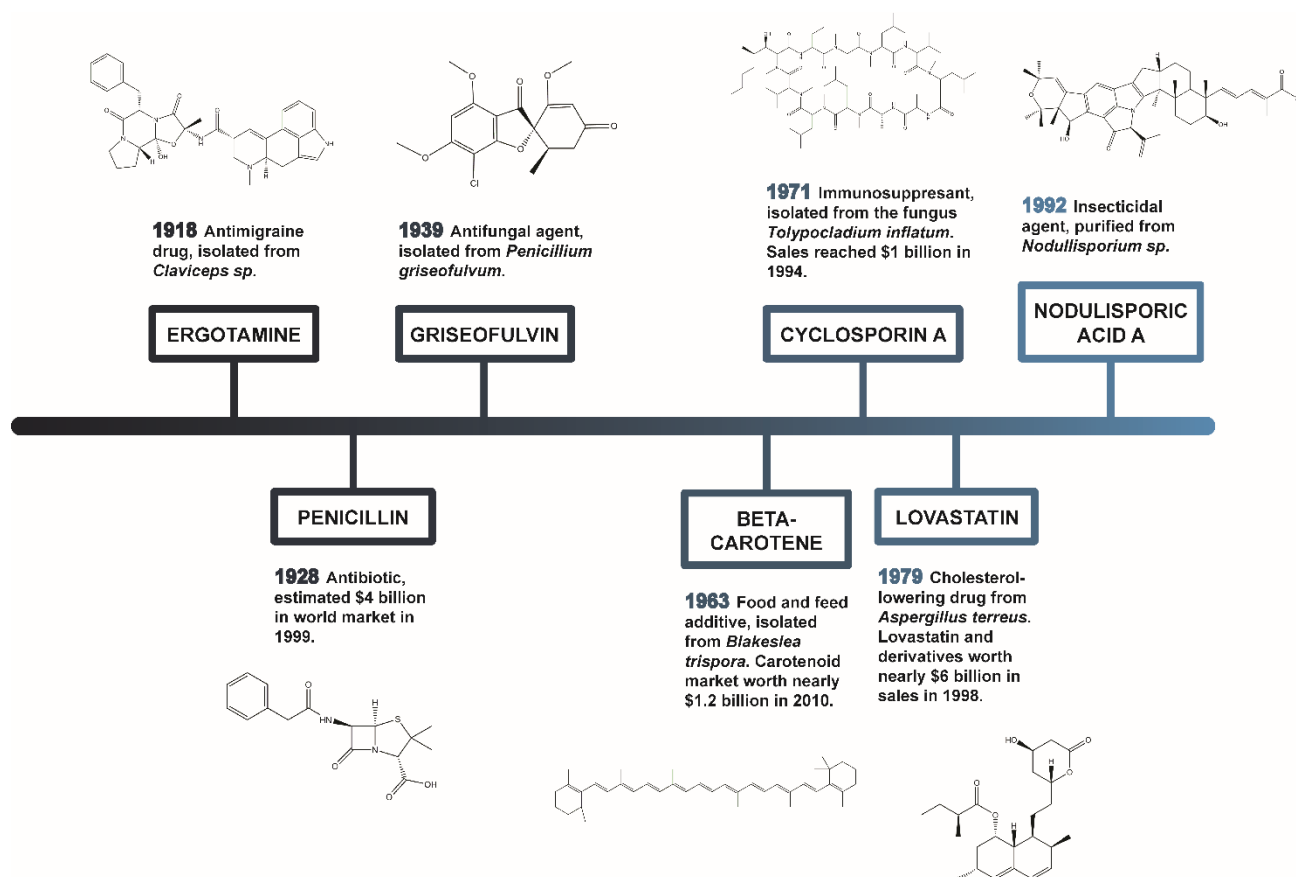 1918 Antimigraine
drug, isolated from
Claviceps sp.
1939 Antifungal agent,
isolated from Penicillium
griseofulvum.
1971 Immunosuppresant,
isolated from the fungus
Tolypocladium inflatum.
Sales reached $1 billion in
1994.
1992 Insecticidal
agent, purified from
Nodullisporium sp.
ERGOTAMINE
GRISEOFULVIN
CYCLOSPORIN A
NODULISPORIC
ACID A
PENICILLIN
BETA-
CAROTENE
LOVASTATIN
1928 Antibiotic,
estimated $4 billion
in world market in
1999.
1963 Food and feed
additive, isolated
from Blakeslea
trispora. Carotenoid
market worth nearly
$1.2 billion in 2010.
1979 Cholesterol-
lowering drug from
Aspergillus terreus.
Lovastatin and
derivatives worth
nearly $6 billion in
sales in 1998.